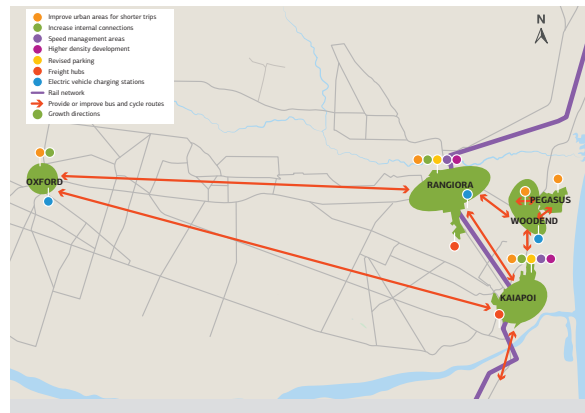 Improve urban areas for shorter trips
Increase internal connections
Speed management areas
Higher density development
Revised parking
Freight hubs
Electric vehicle charging stations
Rail network
Provide or improve bus and cycle routes
Growth directions
N
OXFORD
RANGIORA
PEGASUS
WOODEND
KAIAPOI